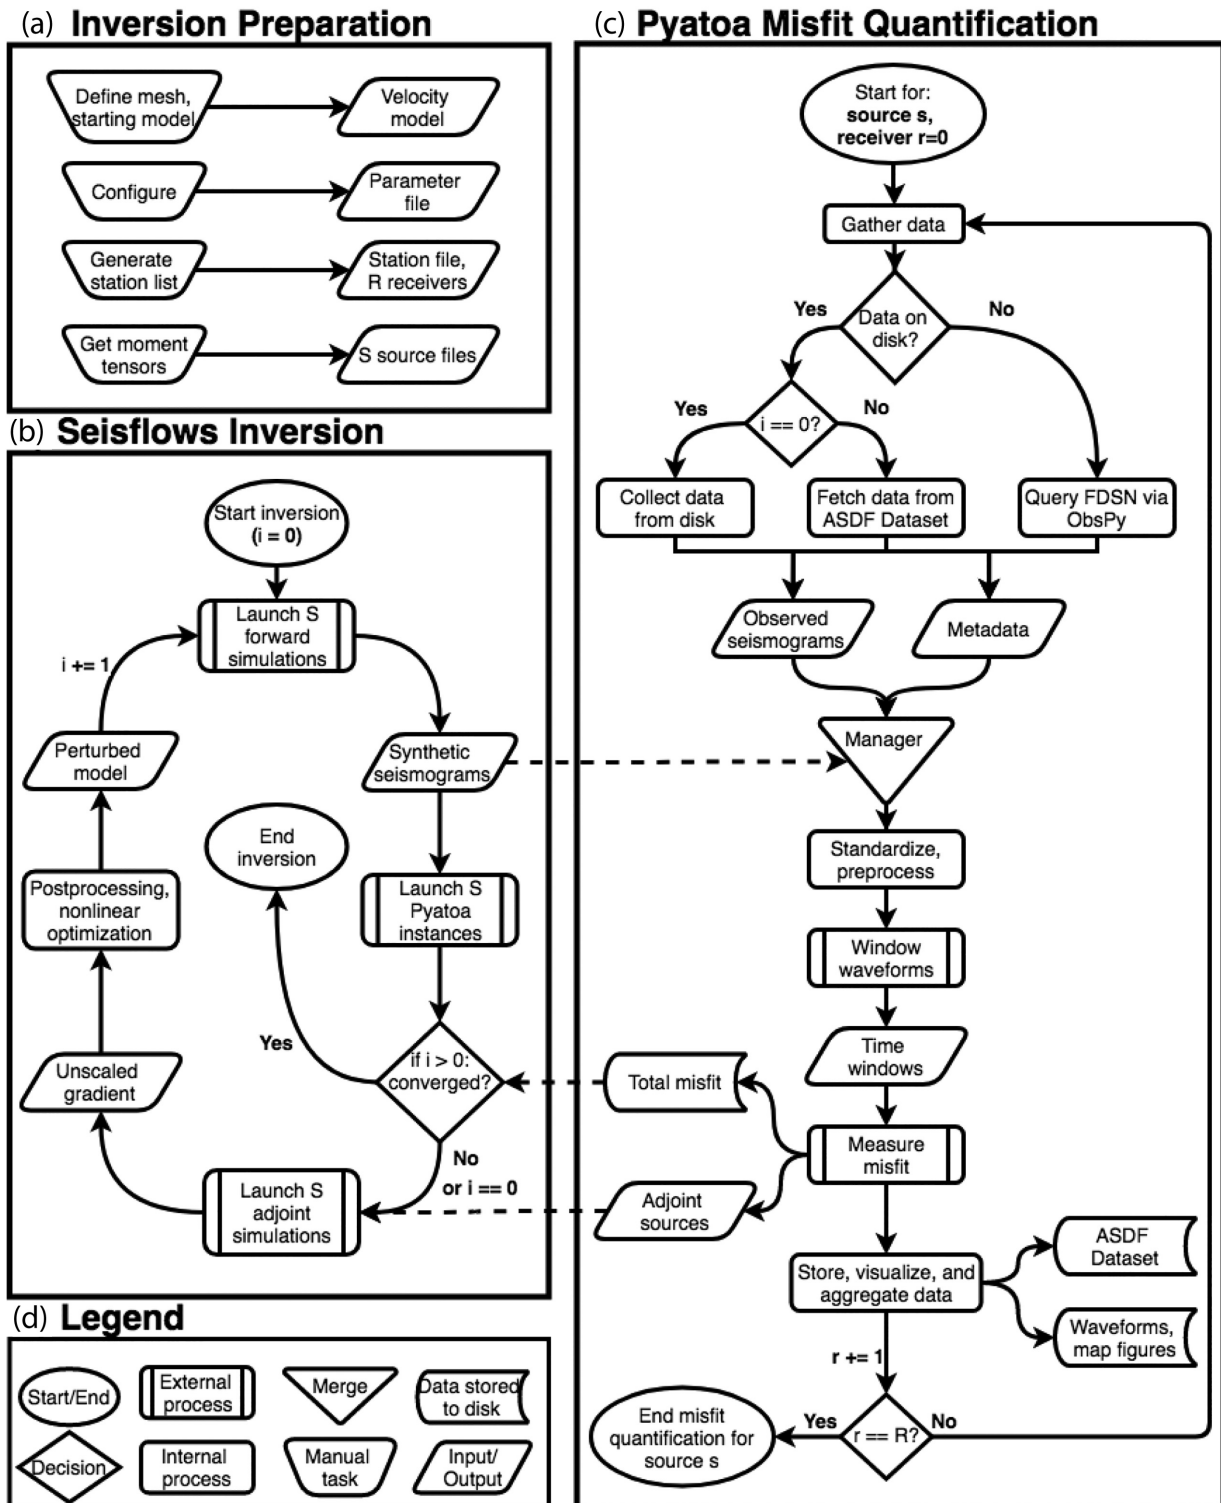 (a) Inversion Preparation
Define mesh,
starting model
Velocity
model
Configure
Parameter
file
Generate
station list
Station file,
R receivers
Get moment
tensors
S source files
(b) Seisflows Inversion
Start inversion
(i = 0)
Launch S
forward
simulations
i += 1
Perturbed
model
Synthetic
seismograms
End
inversion
Postprocessing,
nonlinear
optimization
Launch S
Pyatoa
instances
Yes
if i > 0:
converged?
Unscaled
gradient
No
or i == 0
Launch S
adjoint
simulations
(c) Pyatoa Misfit Quantification
Start for:
source s,
receiver r=0
Gather data
Yes
Data on
disk?
No
Yes
i == 0?
No
Collect data
from disk
Fetch data from
ASDF Dataset
Query FDSN via
ObsPy
Observed
seismograms
Metadata
Manager
Standardize,
preprocess
Window
waveforms
Time
windows
Total misfit
Measure
misfit
Adjoint
sources
Store, visualize, and
aggregate data
ASDF
Dataset
Waveforms,
map figures
r += 1
End misfit
quantification for
source s
Yes
r == R?
No
(d) Legend
Start/End
External
process
Merge
Data stored
to disk
Decision
Internal
process
Manual
task
Input/
Output